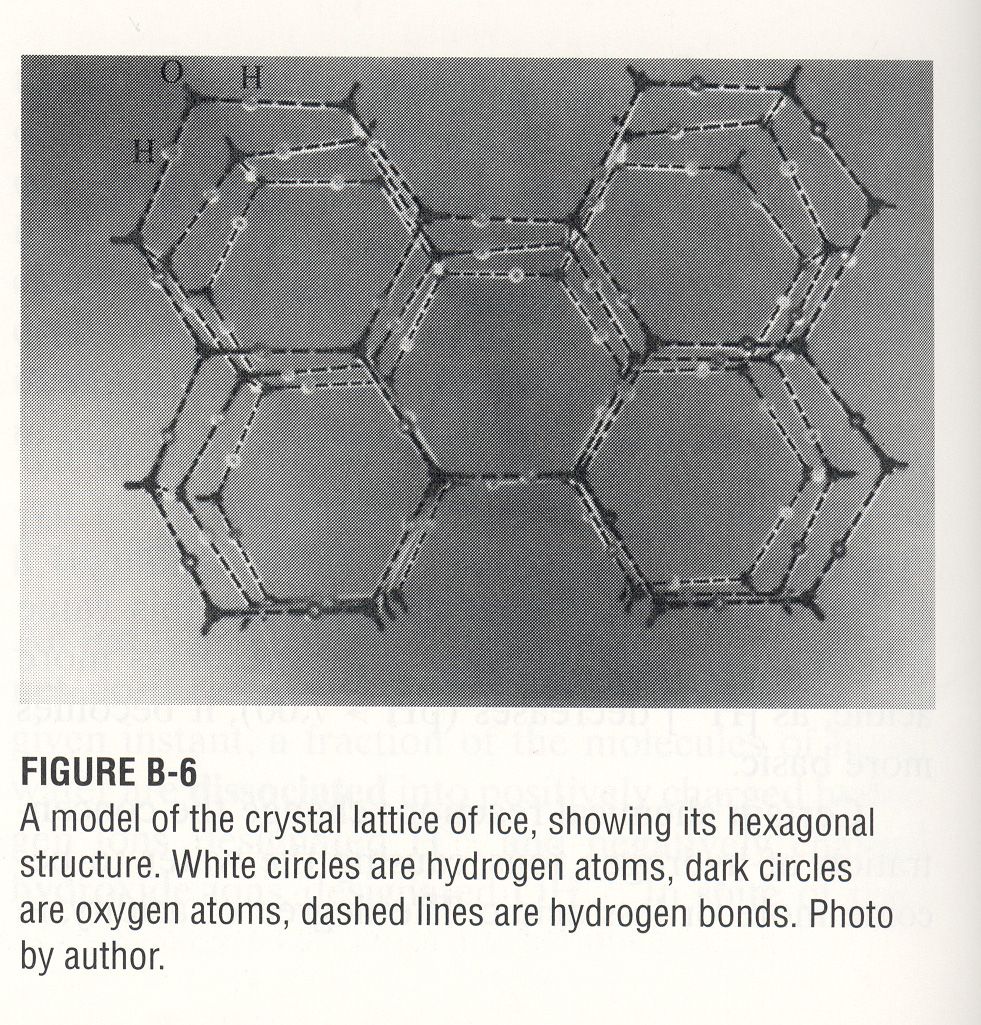 O H
H
FIGURE B-6
A model of the crystal lattice of ice, showing its hexagonal
structure. White circles are hydrogen atoms, dark circles
are oxygen atoms, dashed lines are hydrogen bonds. Photo
by author.